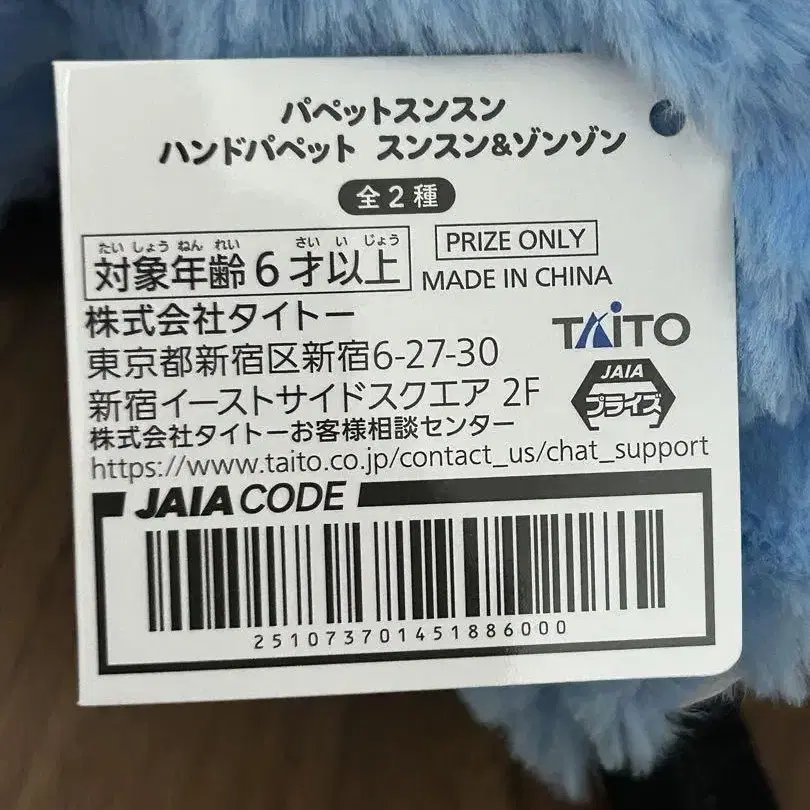 パペットスンスン
ハンドパペット スンスン&ゾンゾン
全2種
たいしょうねんれい さいいじょう
対象年齢6才以上
PRIZE ONLY
MADE IN CHINA
株式会社タイトー
東京都新宿区新宿6-27-30
新宿イーストサイドスクエア 2F
株式会社タイトーお客様相談センター
https://www.taito.co.jp/contact_us/chat_support
TAITO
JAIA
プライズ
JAIA CODE
251073701451886000